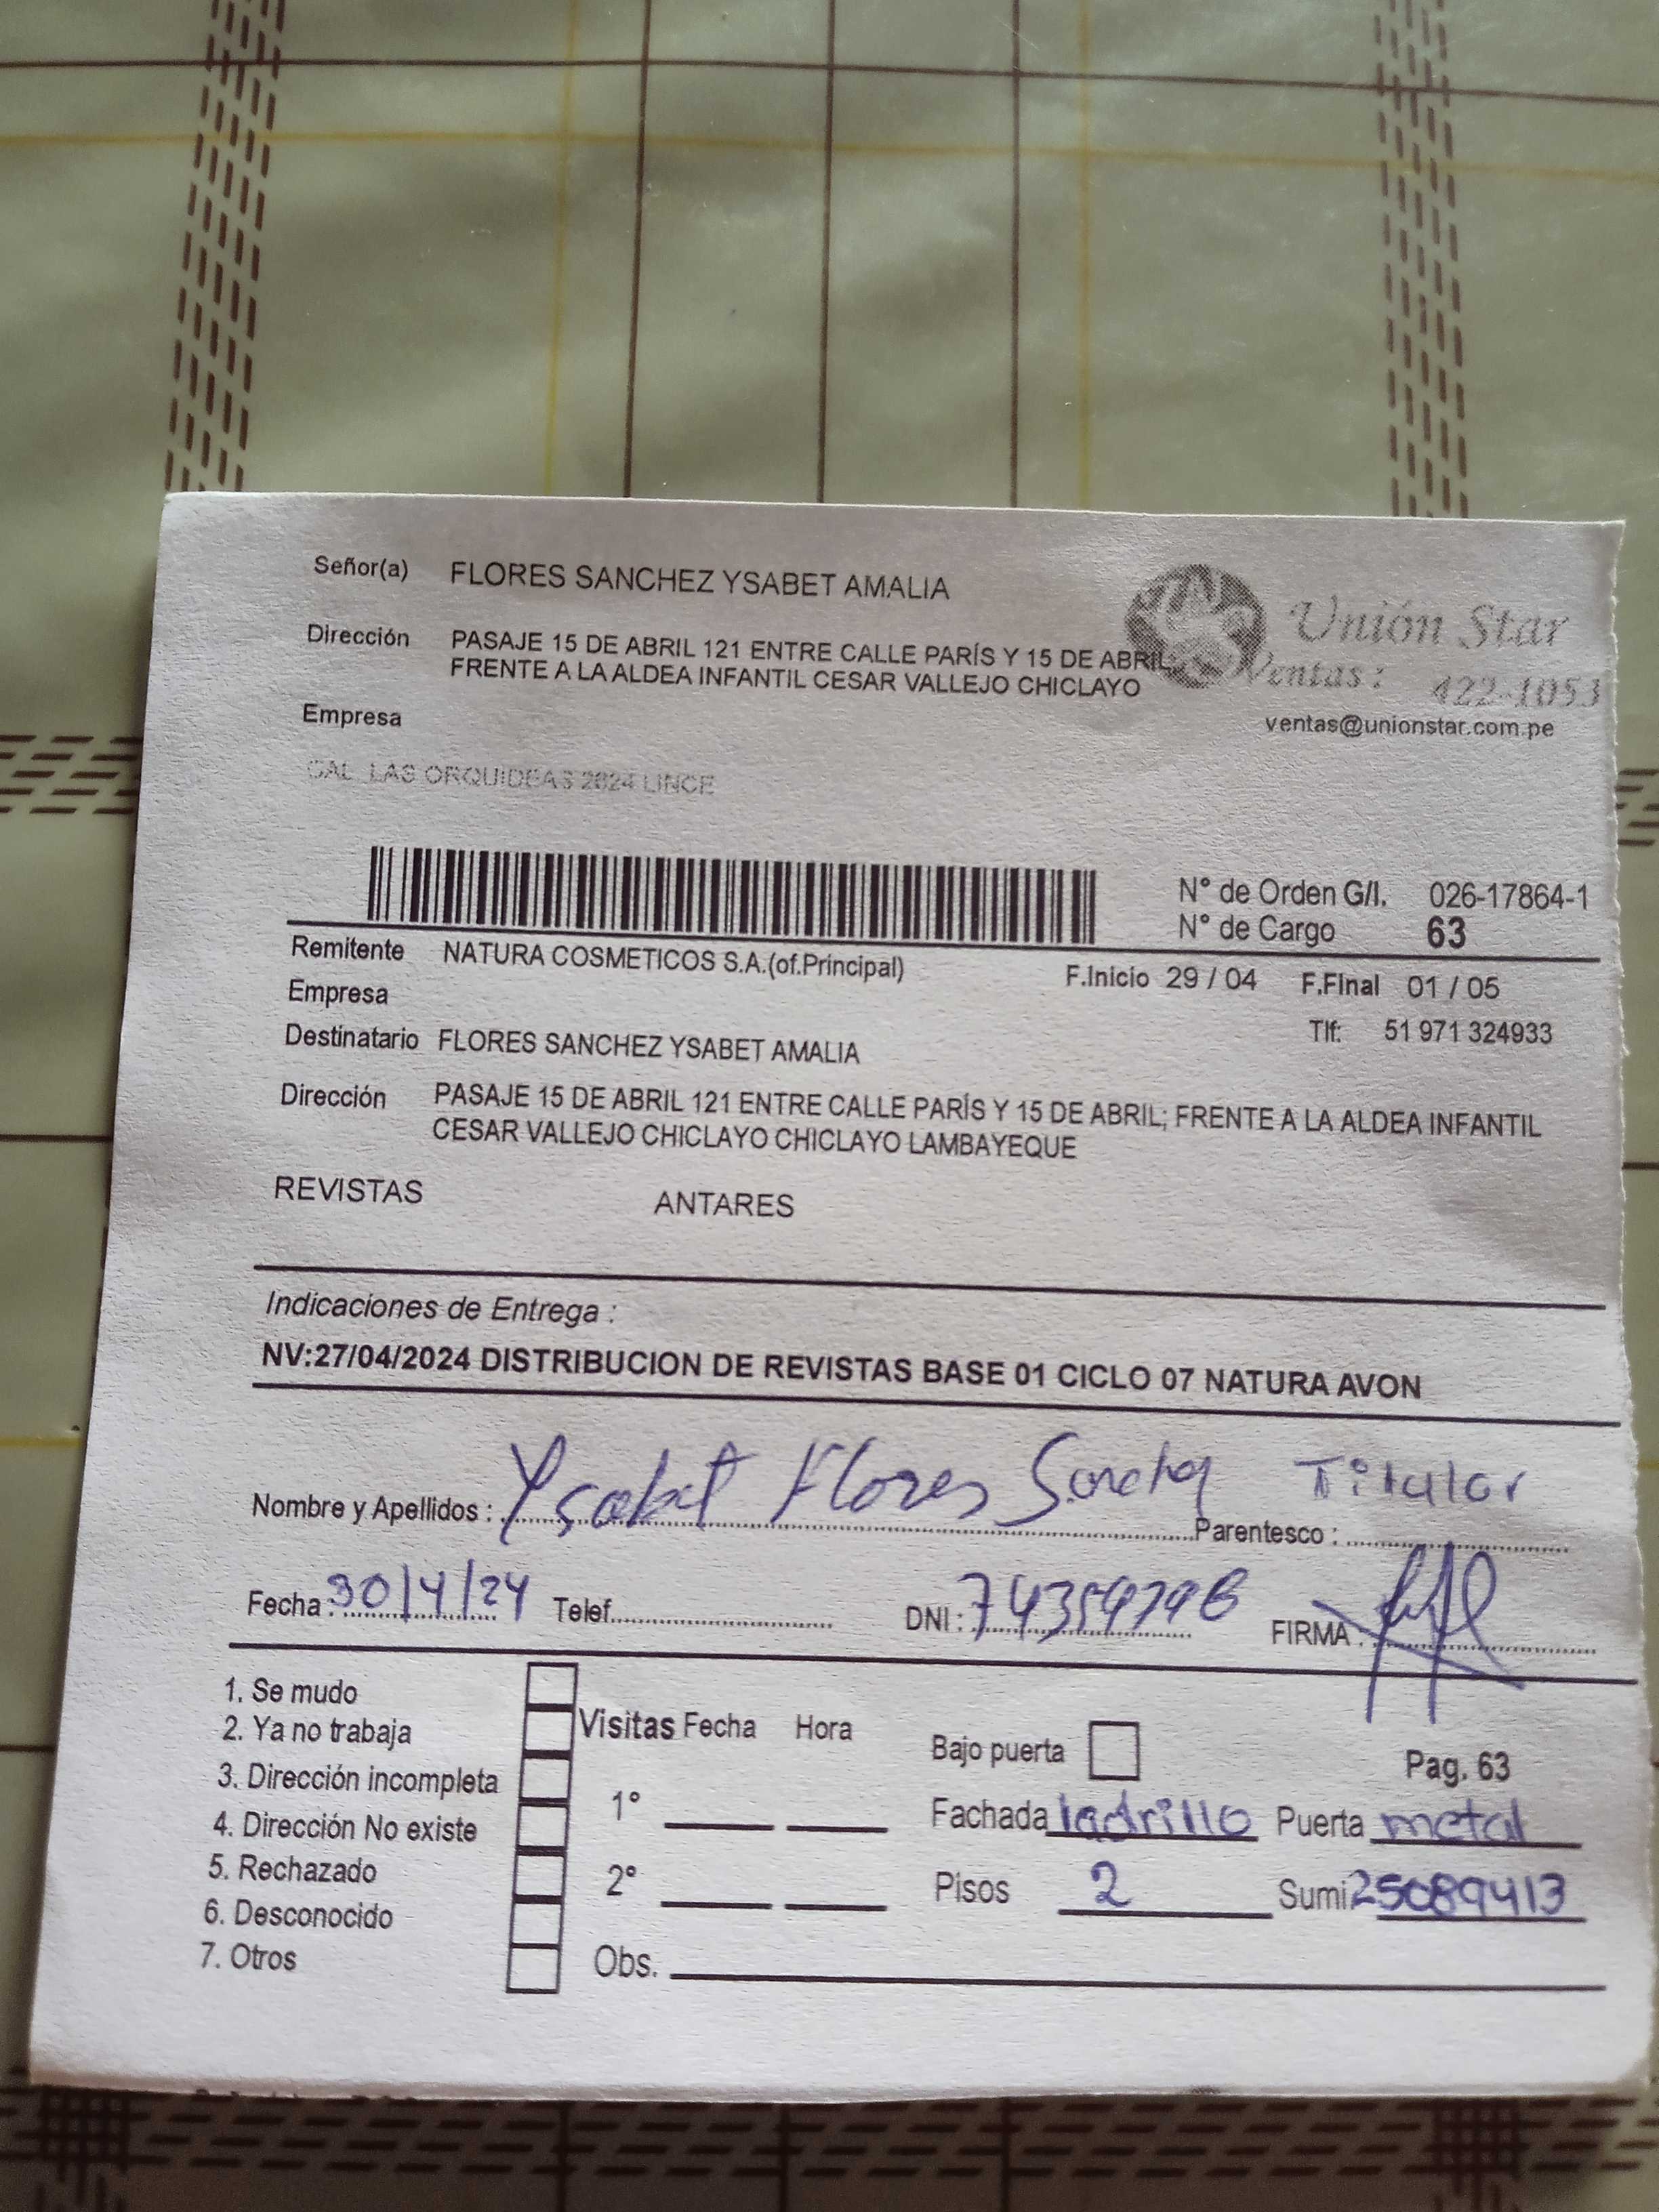 Señor(a) FLORES SANCHEZ YSABET AMALIA
Unión Star
Dirección PASAJE 15 DE ABRIL 121 ENTRE CALLE PARÍS Y 15 DE ABRIL;
FRENTE A LA ALDEA INFANTIL CESAR VALLEJO CHICLAYO
Ventas: 422-1053
Empresa
ventas@unionstar.com.pe
CAL LAS ORQUIDEAS 2624 LINCE
N° de Orden G/I. 026-17864-1
N° de Cargo 63
Remitente NATURA COSMETICOS S.A.(of.Principal)
F.Inicio 29 / 04 F.Final 01 / 05
Empresa
Tlf: 51 971 324933
Destinatario FLORES SANCHEZ YSABET AMALIA
Dirección PASAJE 15 DE ABRIL 121 ENTRE CALLE PARÍS Y 15 DE ABRIL; FRENTE A LA ALDEA INFANTIL
CESAR VALLEJO CHICLAYO CHICLAYO LAMBAYEQUE
REVISTAS ANTARES
Indicaciones de Entrega :
NV:27/04/2024 DISTRIBUCION DE REVISTAS BASE 01 CICLO 07 NATURA AVON
Nombre y Apellidos : Ysabet Flores Sanchez Parentesco : Titular
Fecha : 30/4/24 Telef. DNI : FIRMA :
1. Se mudo
2. Ya no trabaja
3. Dirección incompleta
4. Dirección No existe
5. Rechazado
6. Desconocido
7. Otros
Visitas Fecha Hora
1°
2°
Obs.
Bajo puerta Pag. 63
Fachada ladrillo Puerta metal
Pisos 2 Sumi 25089413